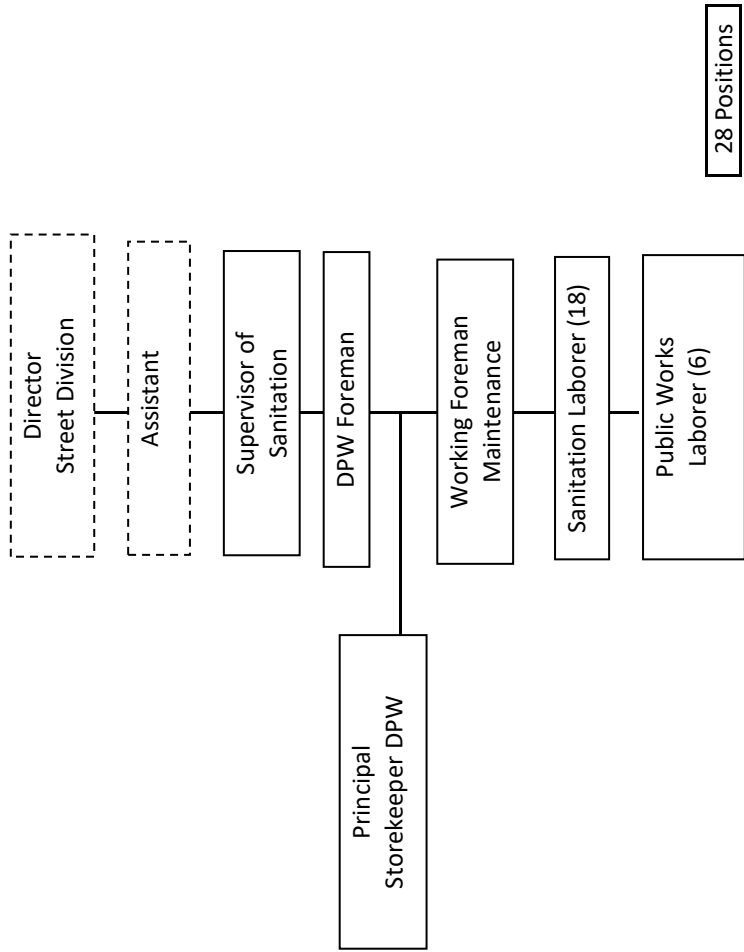 Director
Street Division
Assistant
Supervisor of
Sanitation
DPW Foreman
Principal
Storekeeper DPW
Working Foreman
Maintenance
Sanitation Laborer (18)
Public Works
Laborer (6)
28 Positions